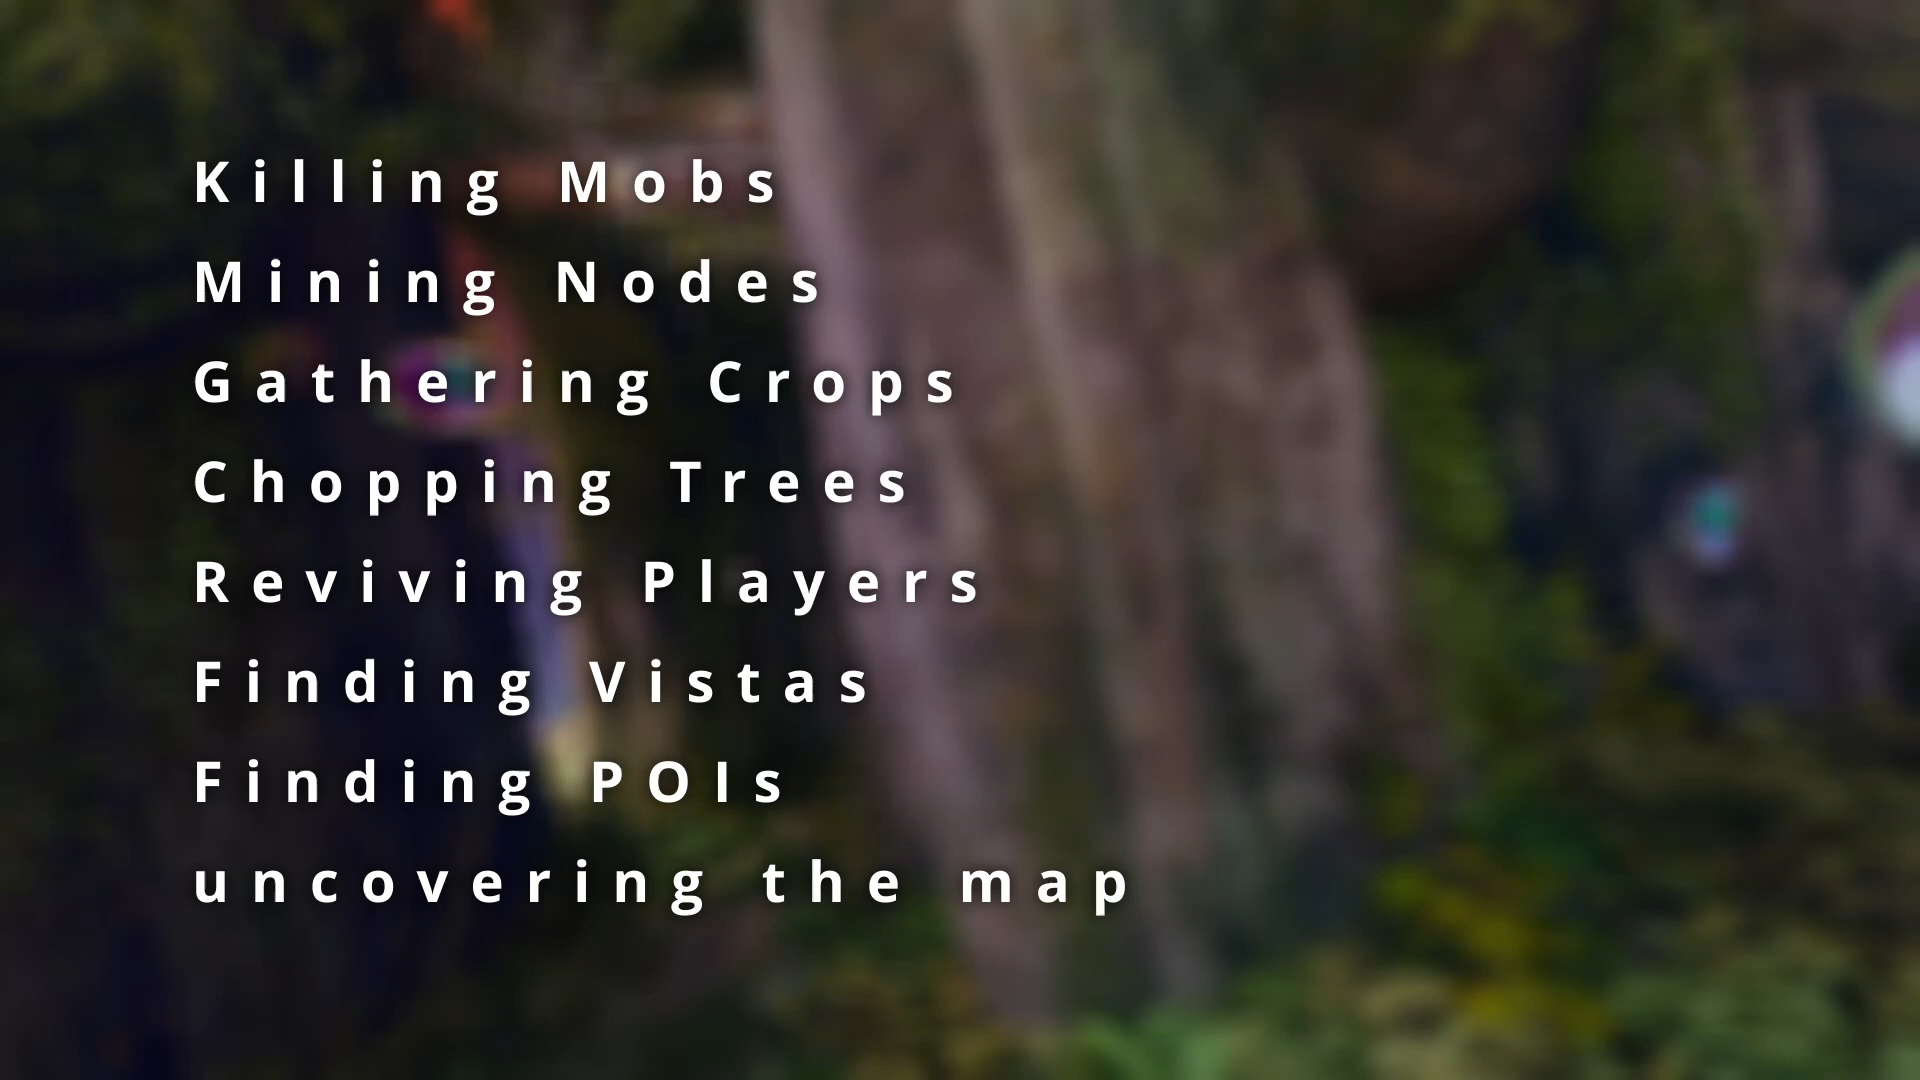 Killing Mobs
Mining Nodes
Gathering Crops
Chopping Trees
Reviving Players
Finding Vistas
Finding POIs
uncovering the map